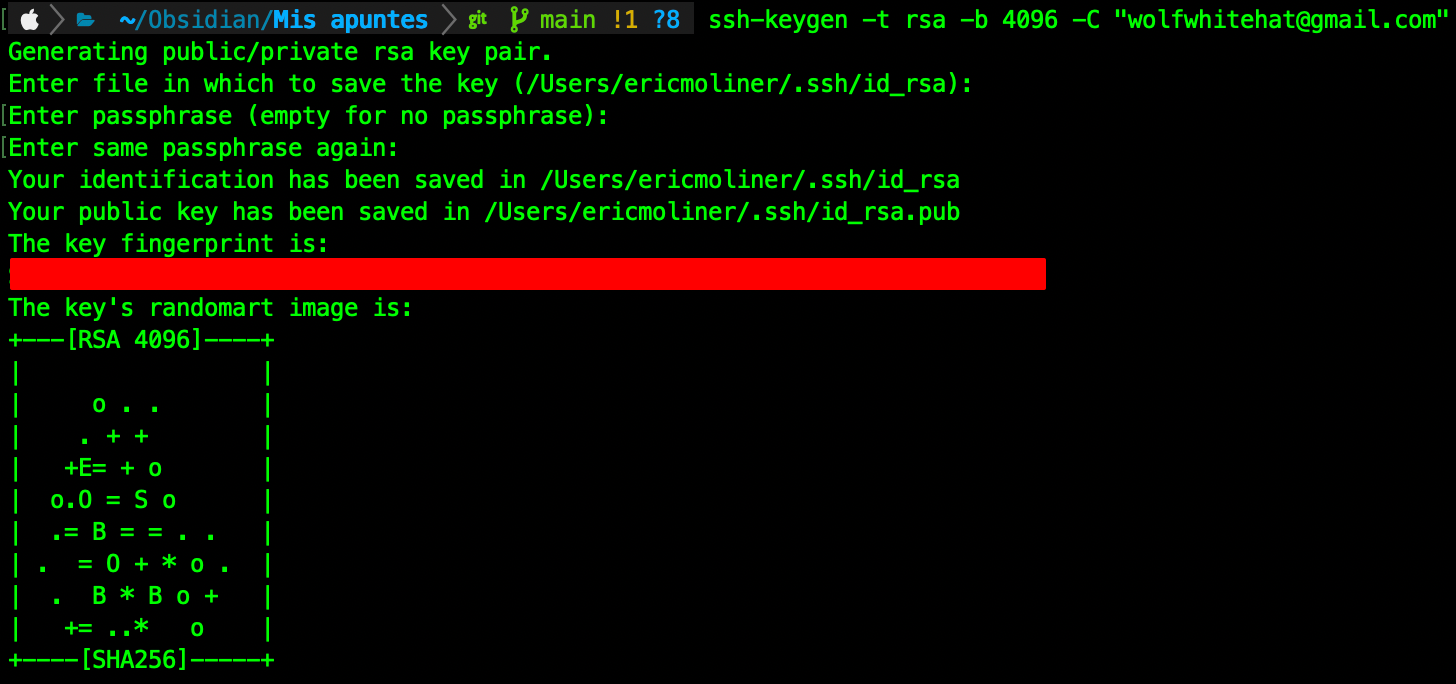 ~/Obsidian/Mis apuntes git main !1 ?8 ssh-keygen -t rsa -b 4096 -C "wolfwhitehat@gmail.com"
Generating public/private rsa key pair.
Enter file in which to save the key (/Users/ericmoliner/.ssh/id_rsa):
Enter passphrase (empty for no passphrase):
Enter same passphrase again:
Your identification has been saved in /Users/ericmoliner/.ssh/id_rsa
Your public key has been saved in /Users/ericmoliner/.ssh/id_rsa.pub
The key fingerprint is:
The key's randomart image is:
+---[RSA 4096]----+
|                 |
|     o . .       |
|    . + +        |
|   +E= + o       |
|  o.O = S o      |
|  .= B = = . .   |
| .  = O + * o .  |
|  .  B * B o +   |
|   += ..*   o    |
+----[SHA256]-----+